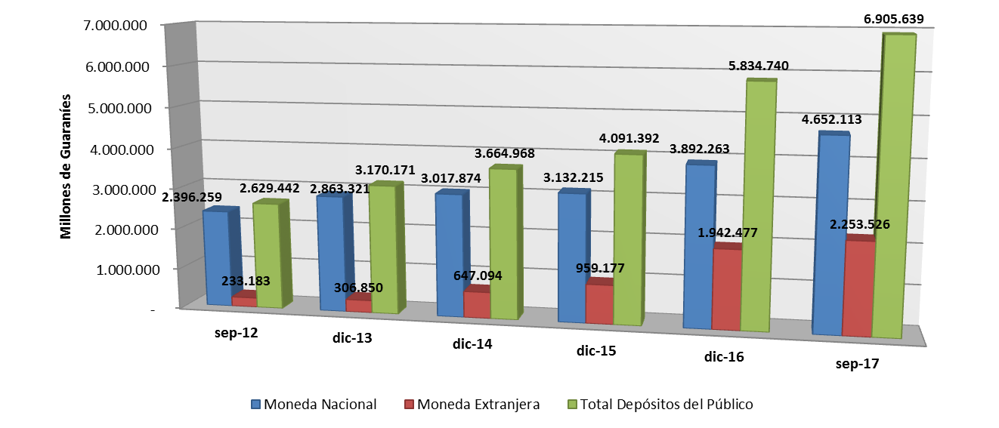 Millones de Guaraníes
7.000.000
6.000.000
5.000.000
4.000.000
3.000.000
2.000.000
1.000.000
-
2.396.259
233.183
2.629.442
2.863.321
306.850
3.170.171
3.017.874
647.094
3.664.968
3.132.215
959.177
4.091.392
3.892.263
1.942.477
5.834.740
4.652.113
2.253.526
6.905.639
sep-12
dic-13
dic-14
dic-15
dic-16
sep-17
Moneda Nacional
Moneda Extranjera
Total Depósitos del Público